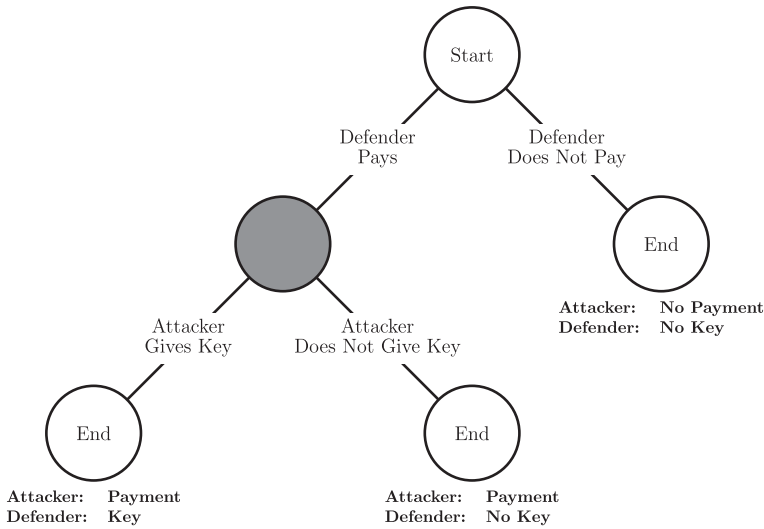 Start
Defender
Pays
Defender
Does Not Pay
End
Attacker: No Payment
Defender: No Key
Attacker
Gives Key
Attacker
Does Not Give Key
End
Attacker: Payment
Defender: Key
End
Attacker: Payment
Defender: No Key